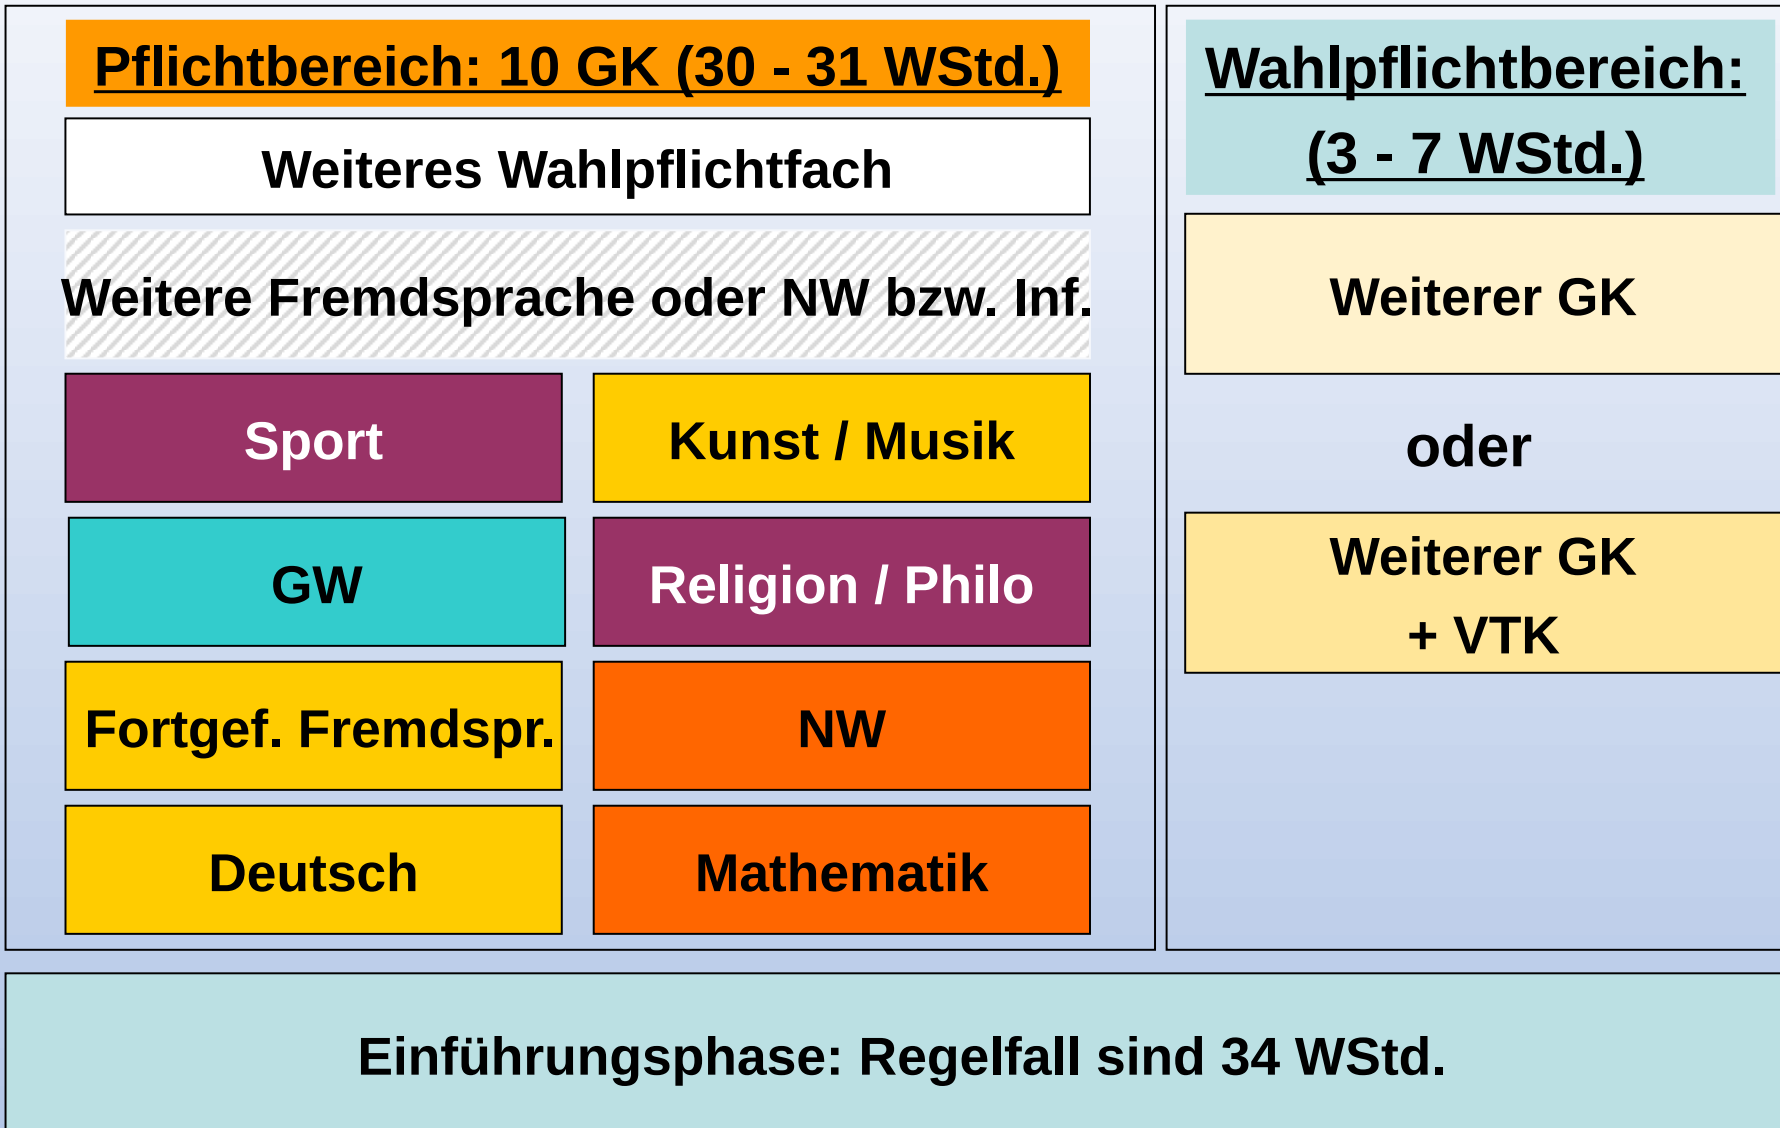 Pflichtbereich: 10 GK (30 - 31 WStd.)
Weiteres Wahlpflichtfach
Weitere Fremdsprache oder NW bzw. Inf.
Sport
Kunst / Musik
GW
Religion / Philo
Fortgef. Fremdspr.
NW
Deutsch
Mathematik
Wahlpflichtbereich:
(3 - 7 WStd.)
Weiterer GK
oder
Weiterer GK
+ VTK
Einführungsphase: Regelfall sind 34 WStd.